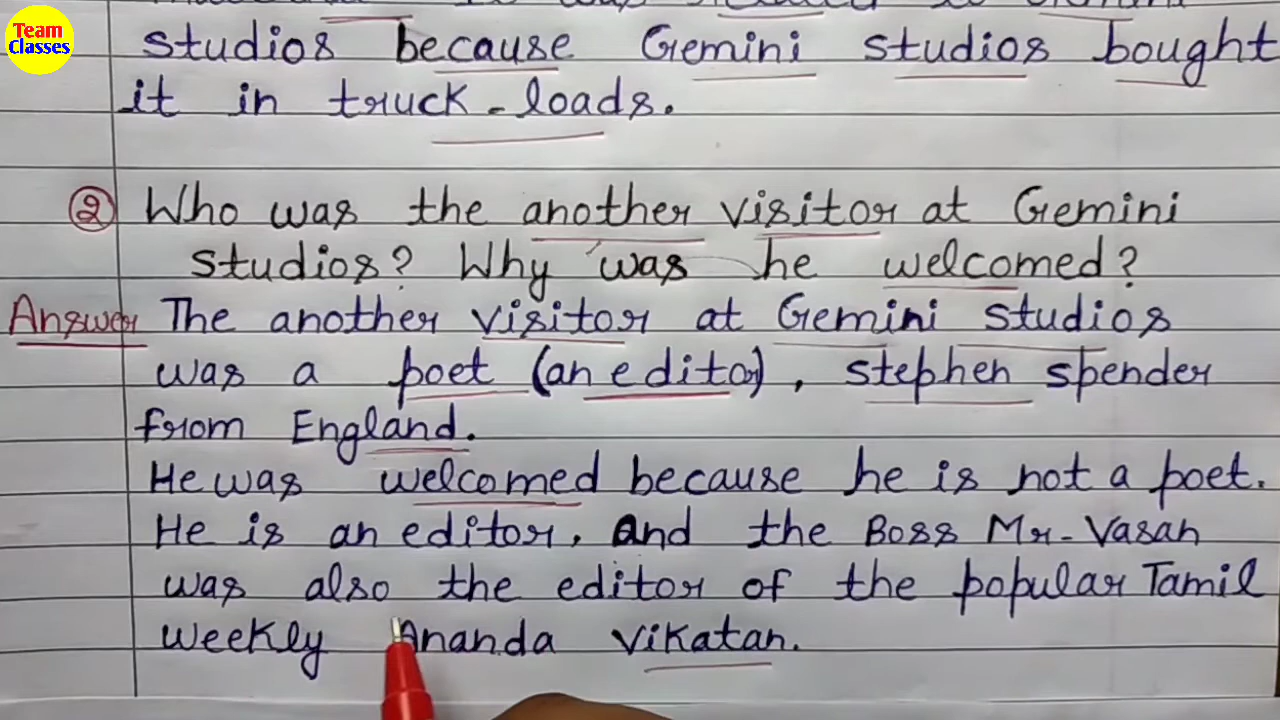 Team
Classes
studios because Gemini studios bought
it in truck-loads.
② Who was the another visitor at Gemini
studios? Why was he welcomed?
Answer The another visitor at Gemini studios
was a poet (an editor), stephen spender
from England.
He was welcomed because he is not a poet.
He is an editor, And the Boss Mr-Vasan
was also the editor of the popular Tamil
Weekly Ananda Vikatan.